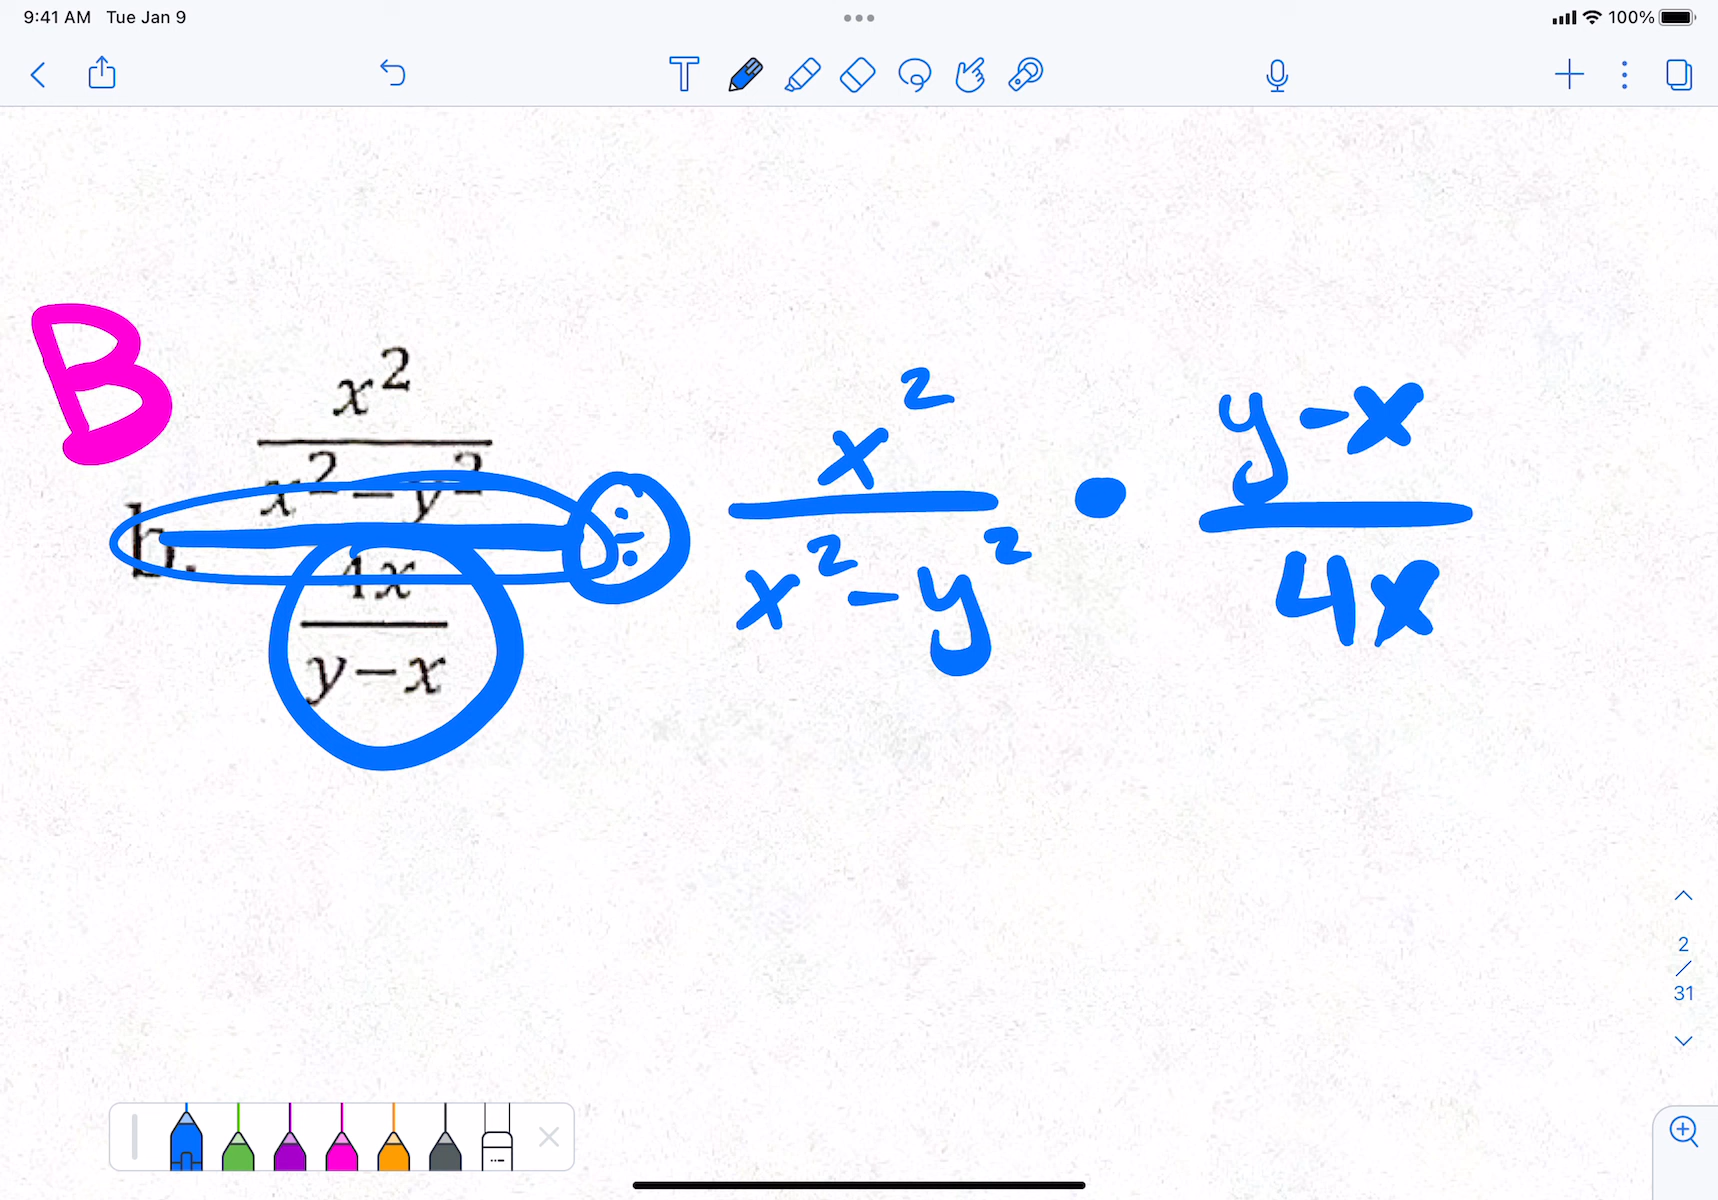 9:41 AM Tue Jan 9
100%
B
x²
x² − y²
b.
4x
y − x
÷
x²
x² − y²
•
y − x
4x
2
/
31